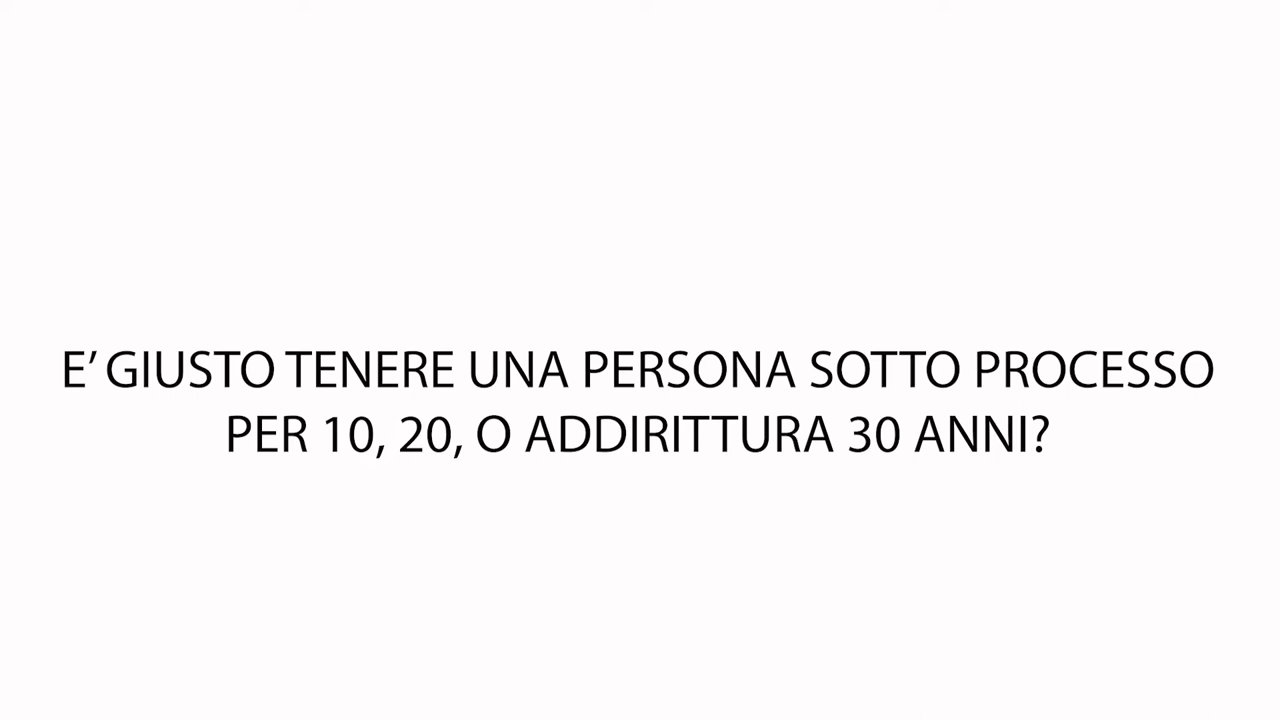 E’ GIUSTO TENERE UNA PERSONA SOTTO PROCESSO
PER 10, 20, O ADDIRITTURA 30 ANNI?